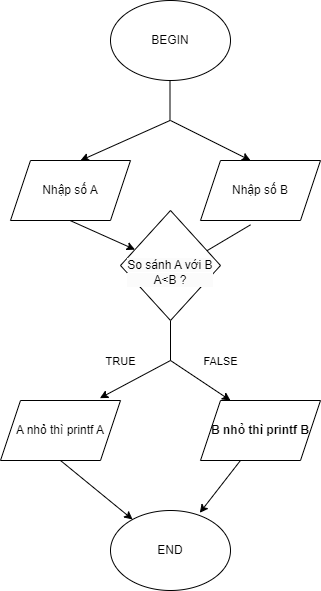 BEGIN
Nhập số A
Nhập số B
So sánh A với B
A<B ?
TRUE
FALSE
A nhỏ thì printf A
B nhỏ thì printf B
END